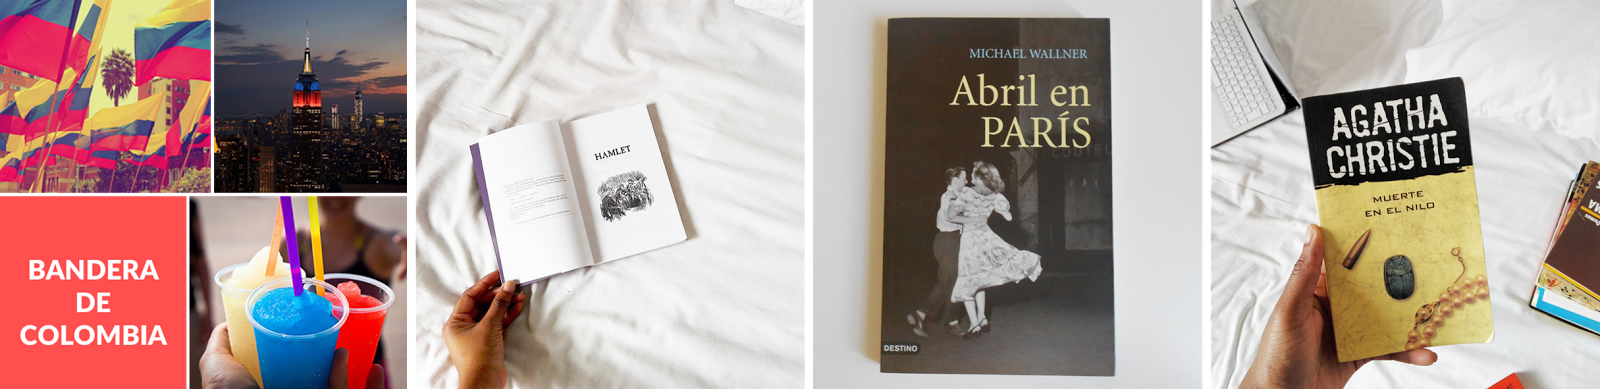 BANDERA
DE
COLOMBIA
HAMLET
MICHAEL WALLNER
Abril en
PARÍS
DESTINO
AGATHA
CHRISTIE
MUERTE
EN EL NILO